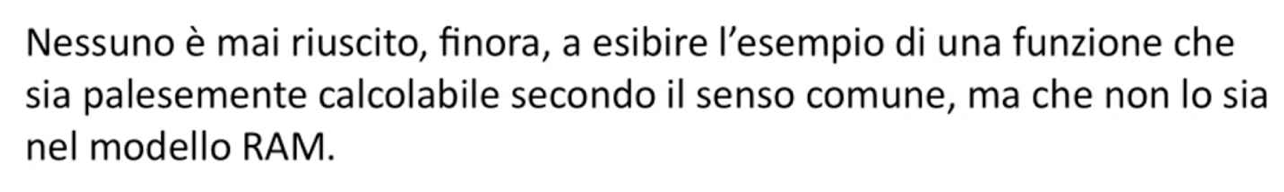 Nessuno è mai riuscito, finora, a esibire l’esempio di una funzione che
sia palesemente calcolabile secondo il senso comune, ma che non lo sia
nel modello RAM.